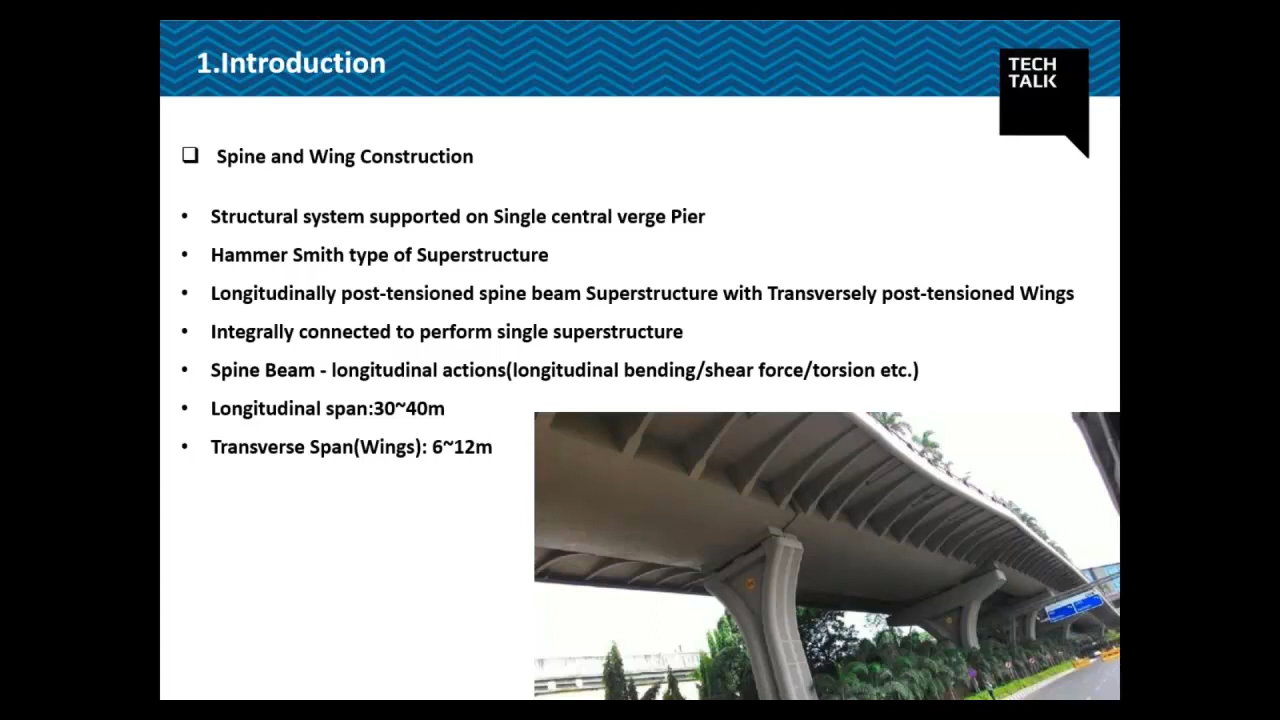 1.Introduction
TECH
TALK
Spine and Wing Construction
• Structural system supported on Single central verge Pier
• Hammer Smith type of Superstructure
• Longitudinally post-tensioned spine beam Superstructure with Transversely post-tensioned Wings
• Integrally connected to perform single superstructure
• Spine Beam - longitudinal actions(longitudinal bending/shear force/torsion etc.)
• Longitudinal span:30~40m
• Transverse Span(Wings): 6~12m